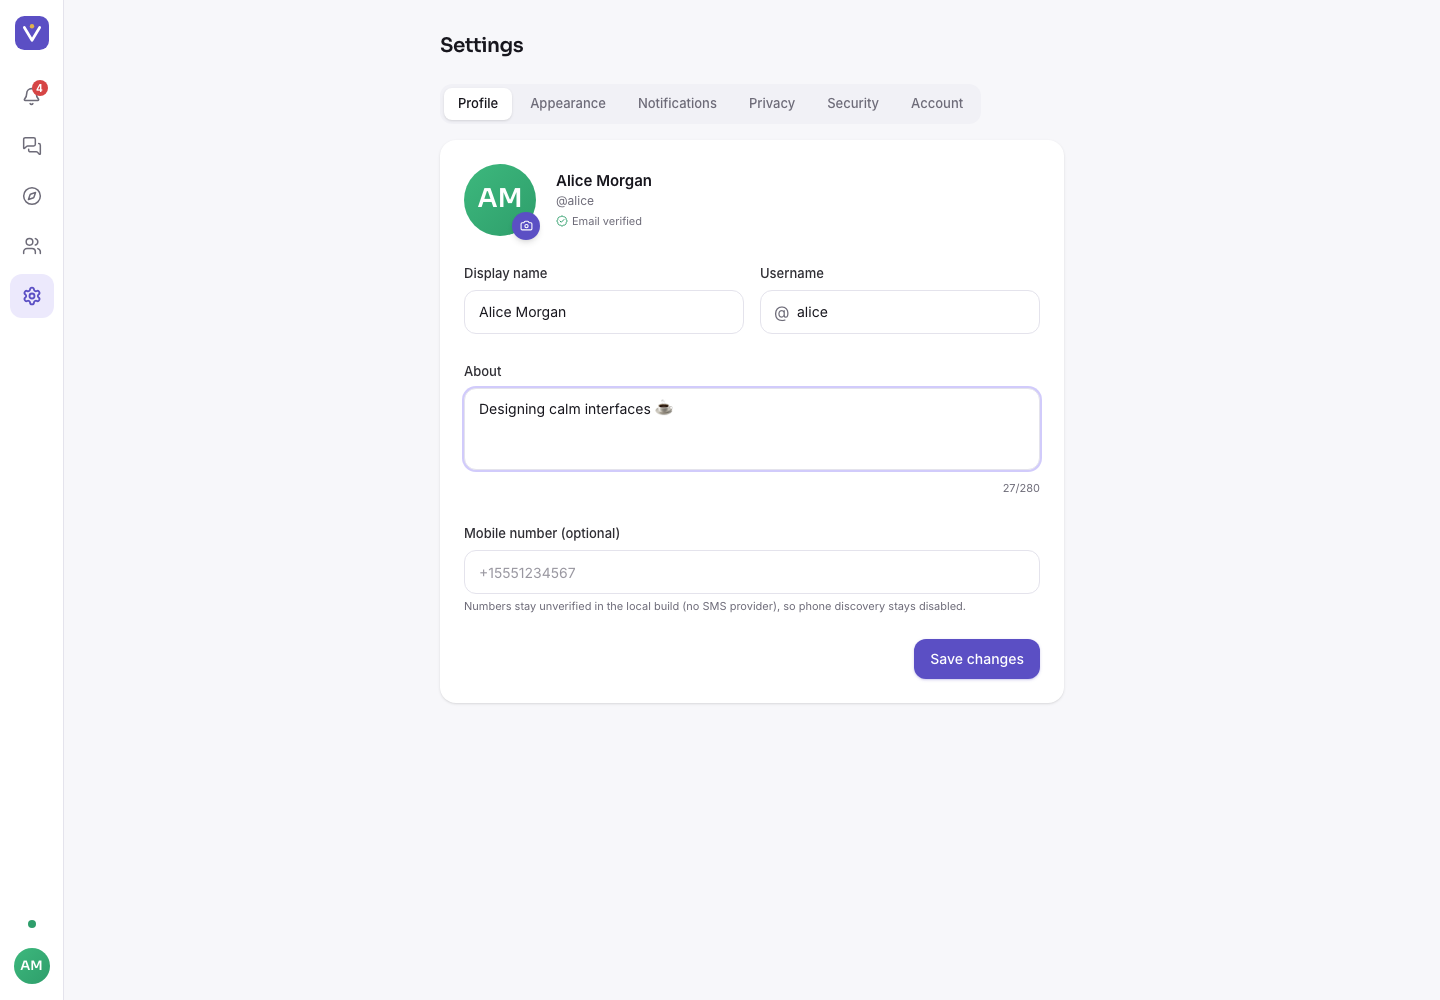 4
Settings
Profile
Appearance
Notifications
Privacy
Security
Account
AM
Alice Morgan
@alice
Email verified
Display name
Username
Alice Morgan
@ alice
About
Designing calm interfaces ☕
27/280
Mobile number (optional)
+15551234567
Numbers stay unverified in the local build (no SMS provider), so phone discovery stays disabled.
Save changes
AM